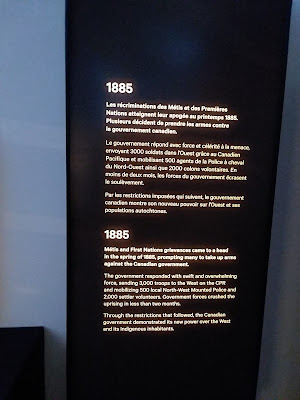 1885
Les récriminations des Métis et des Premières
Nations atteignent leur apogée au printemps 1885.
Plusieurs décident de prendre les armes contre
le gouvernement canadien.
Le gouvernement répond avec force et célérité à la menace,
envoyant 3000 soldats dans l'Ouest grâce au Canadien
Pacifique et mobilisant 500 agents de la Police à cheval
du Nord-Ouest ainsi que 2000 colons volontaires. En
moins de deux mois, les forces du gouvernement écrasent
le soulèvement.
Par les restrictions imposées qui suivent, le gouvernement
canadien montre son nouveau pouvoir sur l'Ouest et ses
populations autochtones.
1885
Métis and First Nations grievances came to a head
in the spring of 1885, prompting many to take up arms
against the Canadian government.
The government responded with swift and overwhelming
force, sending 3,000 troops to the West on the CPR
and mobilizing 500 local North-West Mounted Police and
2,000 settler volunteers. Government forces crushed the
uprising in less than two months.
Through the restrictions that followed, the Canadian
government demonstrated its new power over the West
and its Indigenous inhabitants.